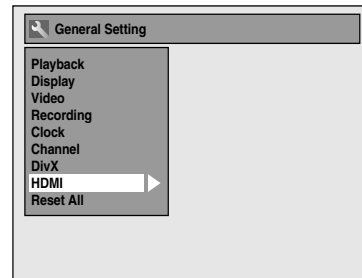 General Setting
Playback
Display
Video
Recording
Clock
Channel
DivX
HDMI
Reset All